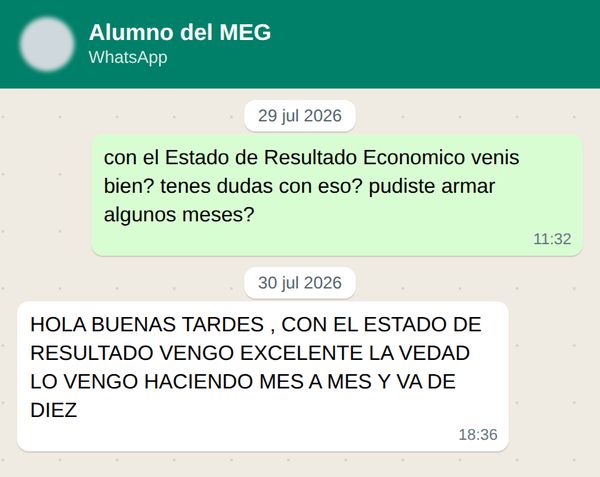 Alumno del MEG
WhatsApp
29 jul 2026
con el Estado de Resultado Economico venis
bien? tenes dudas con eso? pudiste armar
algunos meses?
11:32
30 jul 2026
HOLA BUENAS TARDES , CON EL ESTADO DE
RESULTADO VENGO EXCELENTE LA VEDAD
LO VENGO HACIENDO MES A MES Y VA DE
DIEZ
18:36